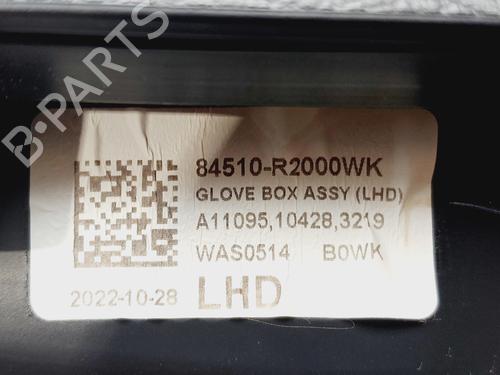 84510-R2000WK
GLOVE BOX ASSY (LHD)
A11095,10428,3219
WAS0514 B0WK
2022-10-28 LHD
B-PARTS